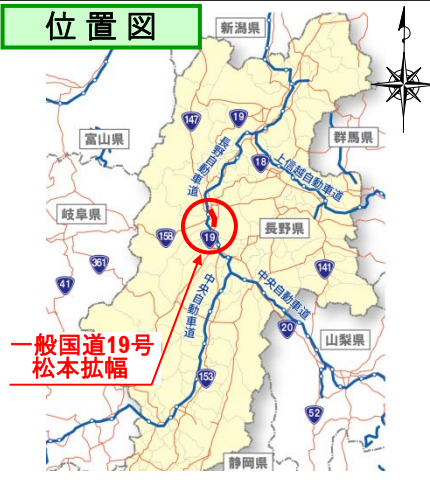 位置図
新潟県
147
19
長野自動車道
富山県
18
群馬県
上信越自動車道
岐阜県
158
19
長野県
361
41
141
中央自動車道
中央自動車道
20
一般国道19号
松本拡幅
山梨県
153
52
静岡県